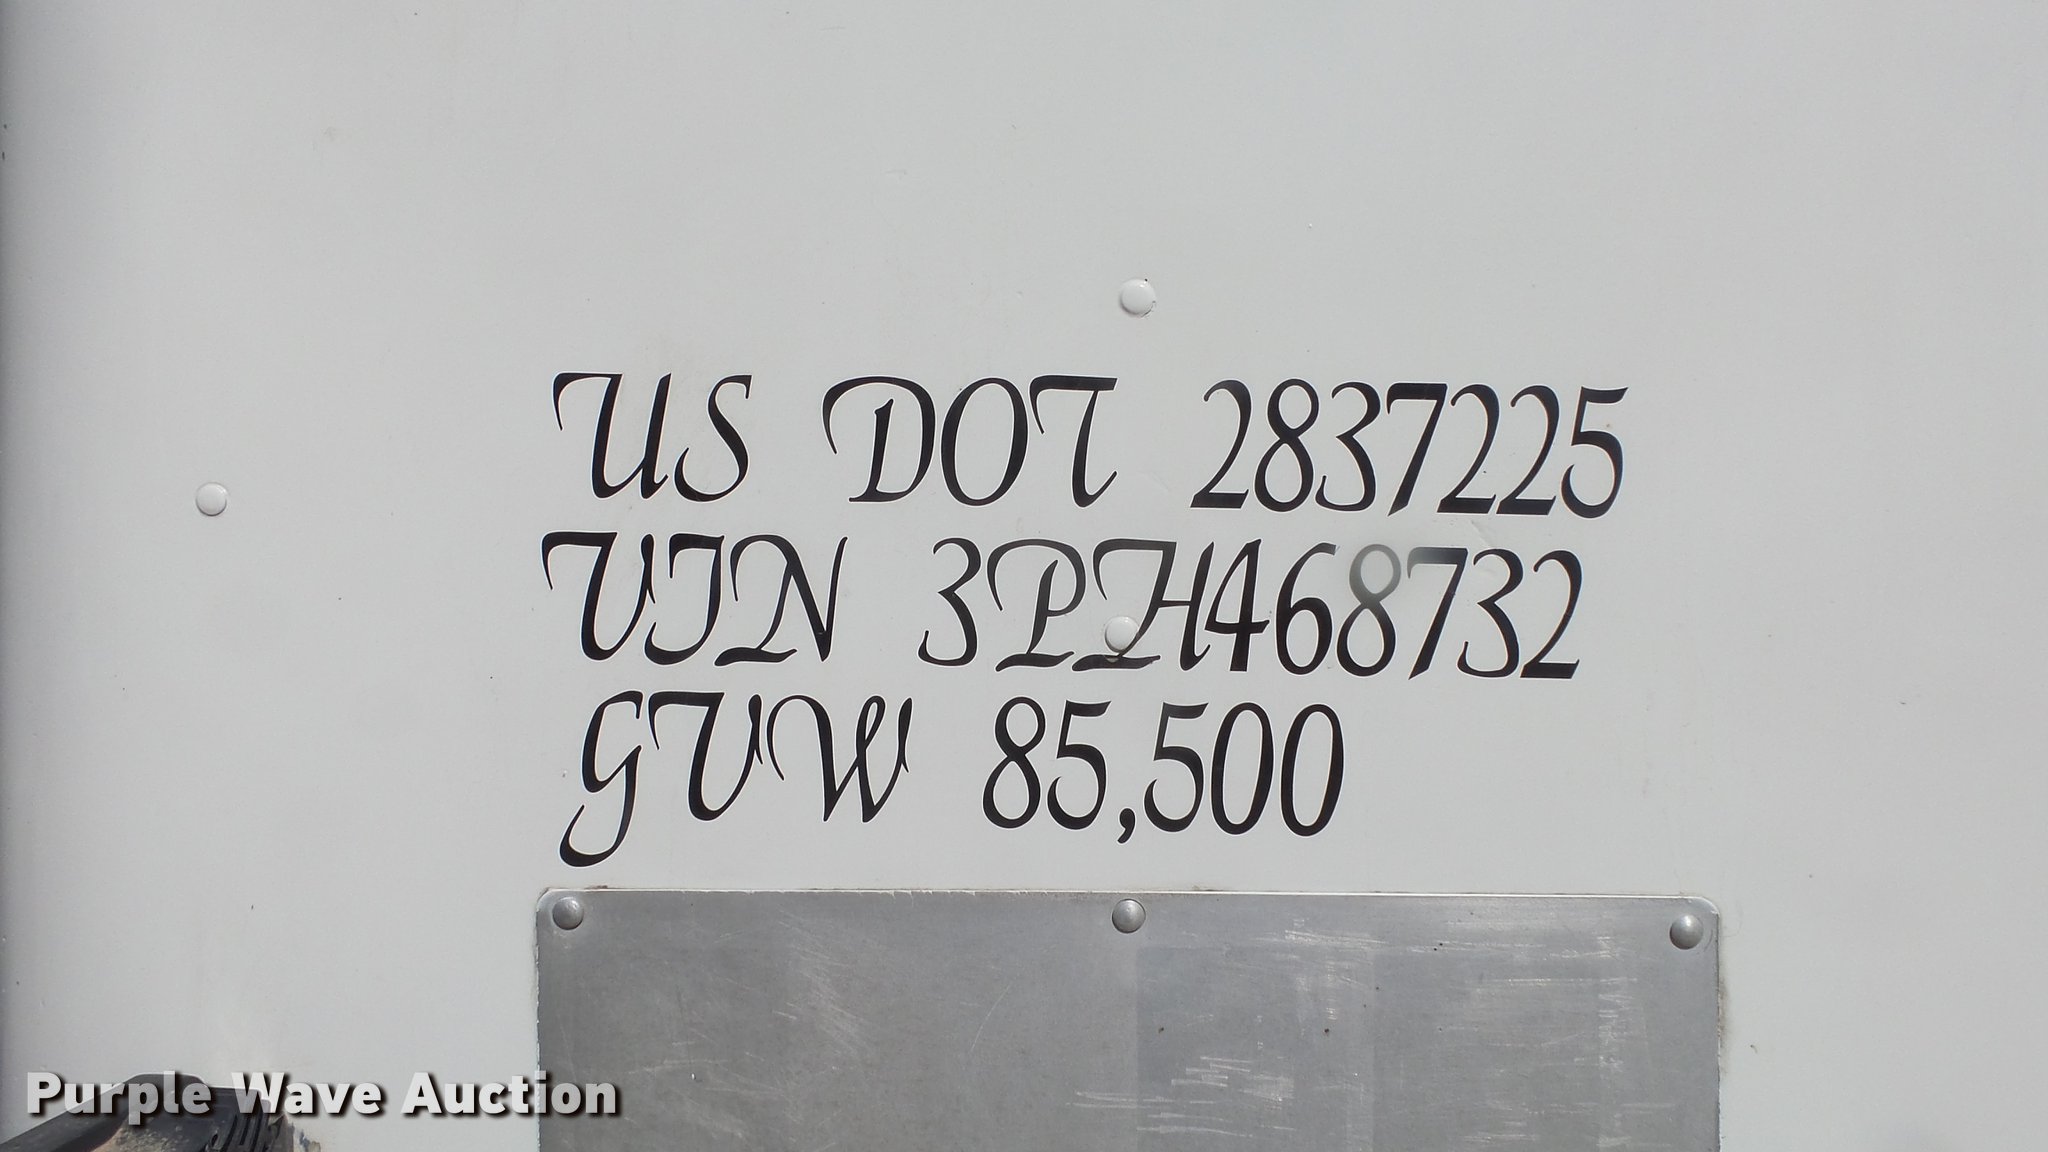 US DOT 2837225
VIN 3PH468732
GVW 85,500
Purple Wave Auction